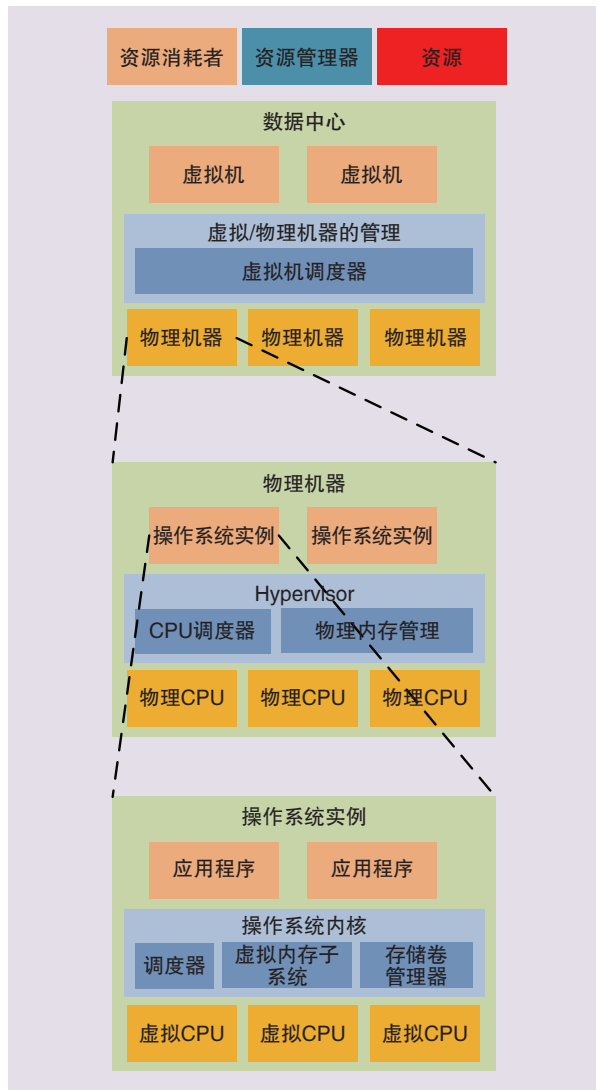 资源消耗者 资源管理器 资源
数据中心
虚拟机 虚拟机
虚拟/物理机器的管理
虚拟机调度器
物理机器 物理机器 物理机器
物理机器
操作系统实例 操作系统实例
Hypervisor
CPU调度器 物理内存管理
物理CPU 物理CPU 物理CPU
操作系统实例
应用程序 应用程序
操作系统内核
调度器 虚拟内存子 存储卷
系统 管理器
虚拟CPU 虚拟CPU 虚拟CPU